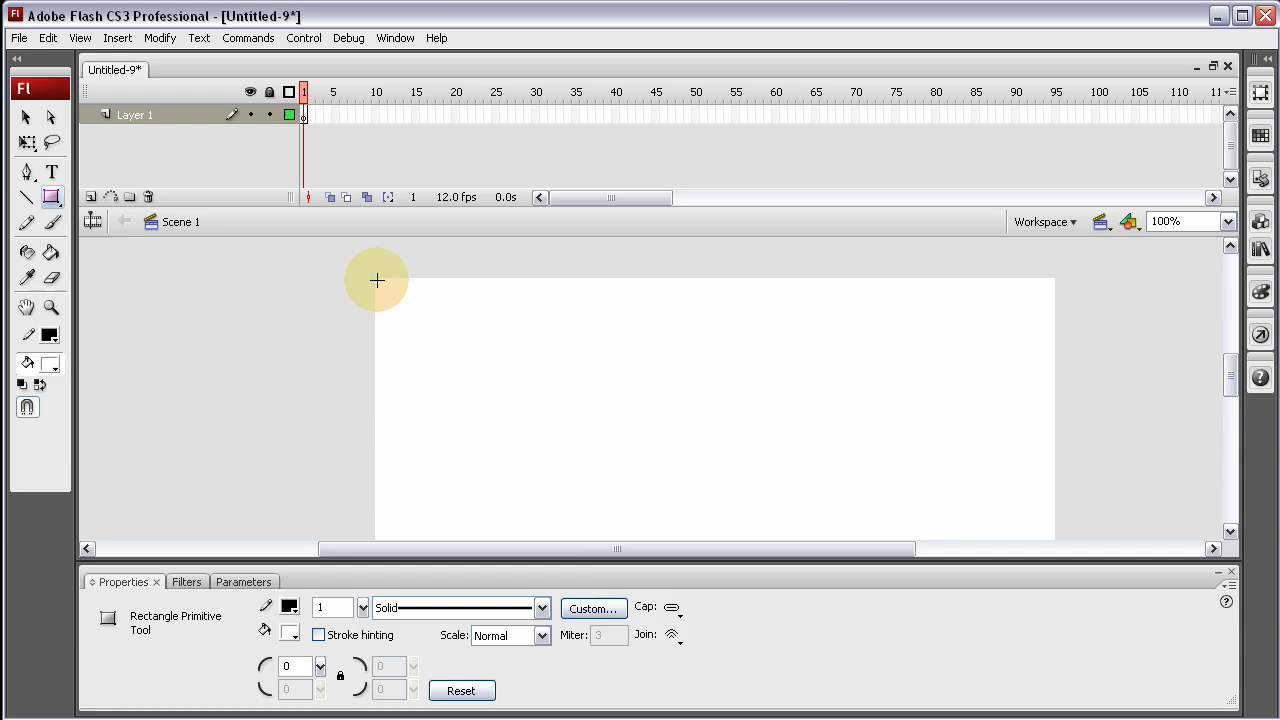 Adobe Flash CS3 Professional - [Untitled-9*]
File Edit View Insert Modify Text Commands Control Debug Window Help
Untitled-9*
Fl
1 5 10 15 20 25 30 35 40 45 50 55 60 65 70 75 80 85 90 95 100 105 110 11
Layer 1
T
1 12.0 fps 0.0s
Scene 1 Workspace 100%
Properties Filters Parameters
Rectangle Primitive
Tool
1 Solid Custom... Cap:
Stroke hinting Scale: Normal Miter: 3 Join:
0 0
0 0 Reset